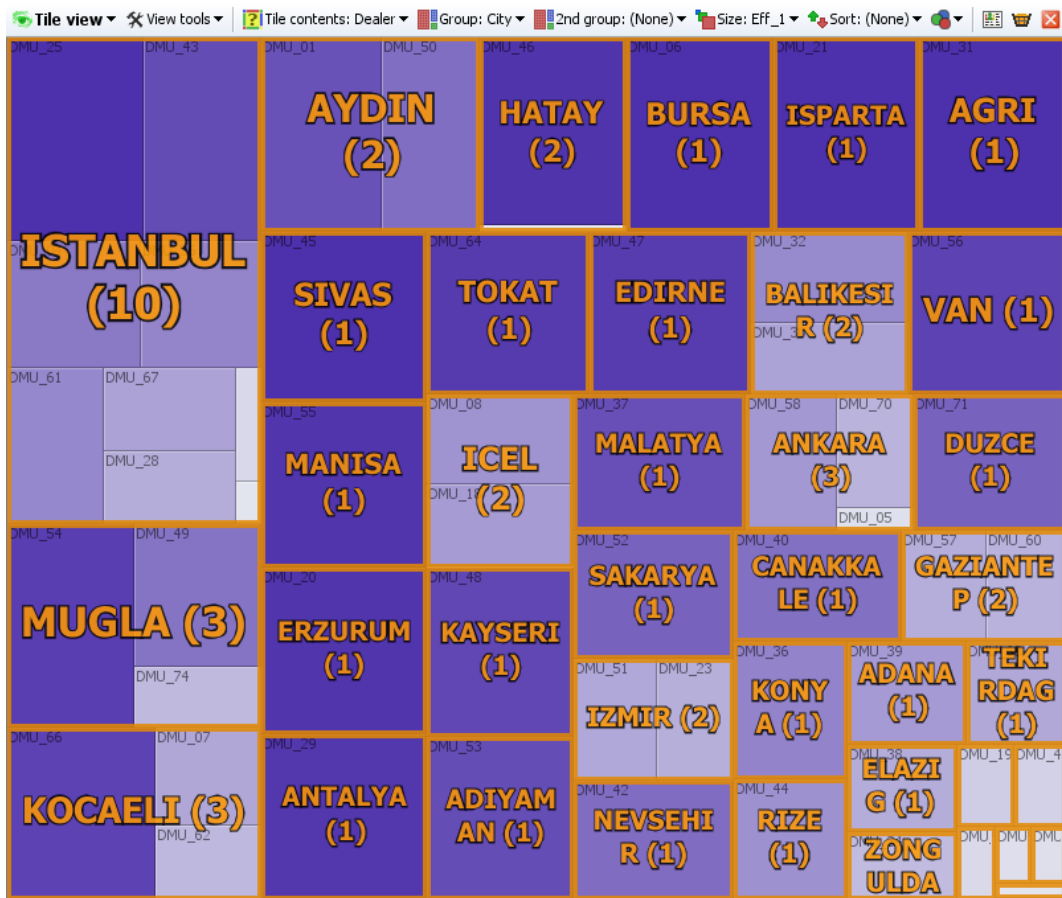 Tile view View tools Tile contents: Dealer Group: City 2nd group: (None) Size: Eff_1 Sort: (None)
DMU_25 DMU_43 DMU_01 DMU_50 DMU_46 DMU_06 DMU_21 DMU_31
AYDIN
(2)
HATAY
(2)
BURSA
(1)
ISPARTA
(1)
AGRI
(1)
ISTANBUL
(10)
DMU_45 DMU_64 DMU_47 DMU_32 DMU_56
SIVAS
(1)
TOKAT
(1)
EDIRNE
(1)
BALIKESI
R (2)
VAN (1)
DMU_61 DMU_67
DMU_28
DMU_55 DMU_08 DMU_37 DMU_58 DMU_70 DMU_71
MANISA
(1)
ICEL
(2)
MALATYA
(1)
ANKARA
(3)
DMU_05
DUZCE
(1)
DMU_54 DMU_49
MUGLA (3)
DMU_74
DMU_52 DMU_40 DMU_57 DMU_60
SAKARYA
(1)
CANAKKA
LE (1)
GAZIANTE
P (2)
DMU_20 DMU_48
ERZURUM
(1)
KAYSERI
(1)
DMU_51 DMU_23
IZMIR (2)
DMU_36 DMU_39
KONY
A (1)
ADANA
(1)
TEKI
RDAG
(1)
DMU_66 DMU_07
KOCAELI (3)
DMU_62
DMU_29 DMU_53
ANTALYA
(1)
ADIYAM
AN (1)
DMU_42 DMU_44
NEVSEHI
R (1)
RIZE
(1)
DMU_38 DMU_19
ELAZI
G (1)
ZONG
ULDA